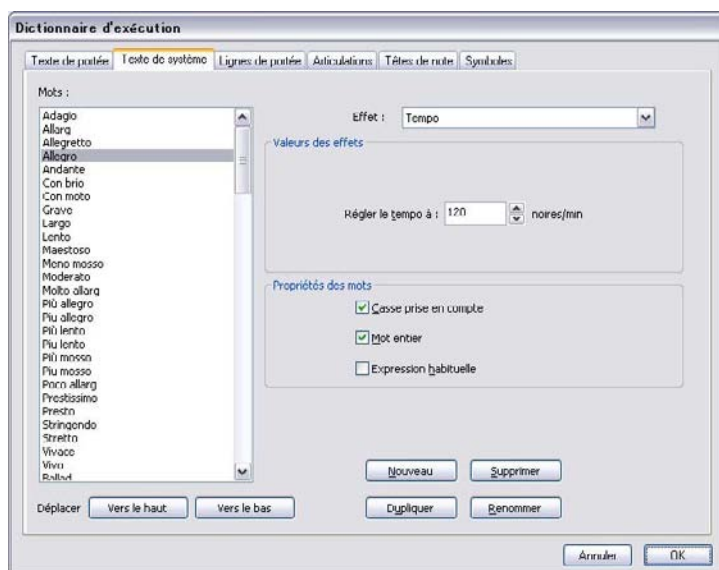 Dictionnaire d'exécution
Texte de portée
Texte de système
Lignes de portée
Articulations
Têtes de note
Symboles
Mots :
Adagio
Allarg
Allegretto
Allegro
Andante
Con brio
Con moto
Grave
Largo
Lento
Maestoso
Meno mosso
Moderato
Molto allarg
Più allegro
Piu allegro
Più lento
Piu lento
Più mosso
Piu mosso
Poco allarg
Prestissimo
Presto
Stringendo
Stretto
Vivace
Vivo
Ballad
Effet : Tempo
Valeurs des effets
Régler le tempo à : 120 noires/min
Propriétés des mots
Casse prise en compte
Mot entier
Expression habituelle
Nouveau
Supprimer
Déplacer
Vers le haut
Vers le bas
Dupliquer
Renommer
Annuler
OK